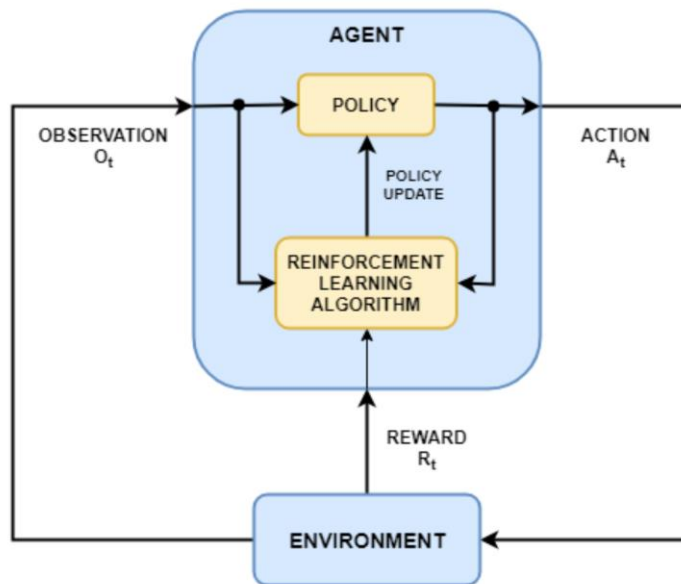 AGENT
POLICY
OBSERVATION
Oₜ
ACTION
Aₜ
POLICY
UPDATE
REINFORCEMENT
LEARNING
ALGORITHM
REWARD
Rₜ
ENVIRONMENT